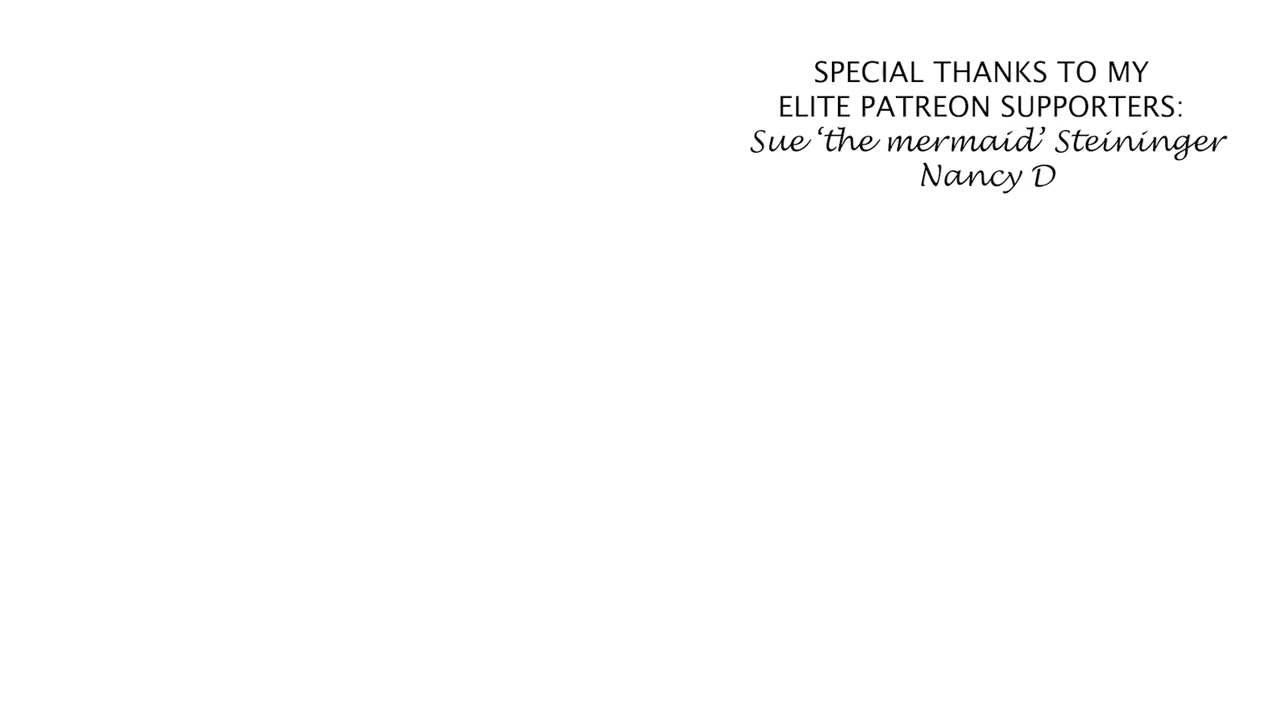 SPECIAL THANKS TO MY
ELITE PATREON SUPPORTERS:
Sue ‘the mermaid’ Steininger
Nancy D